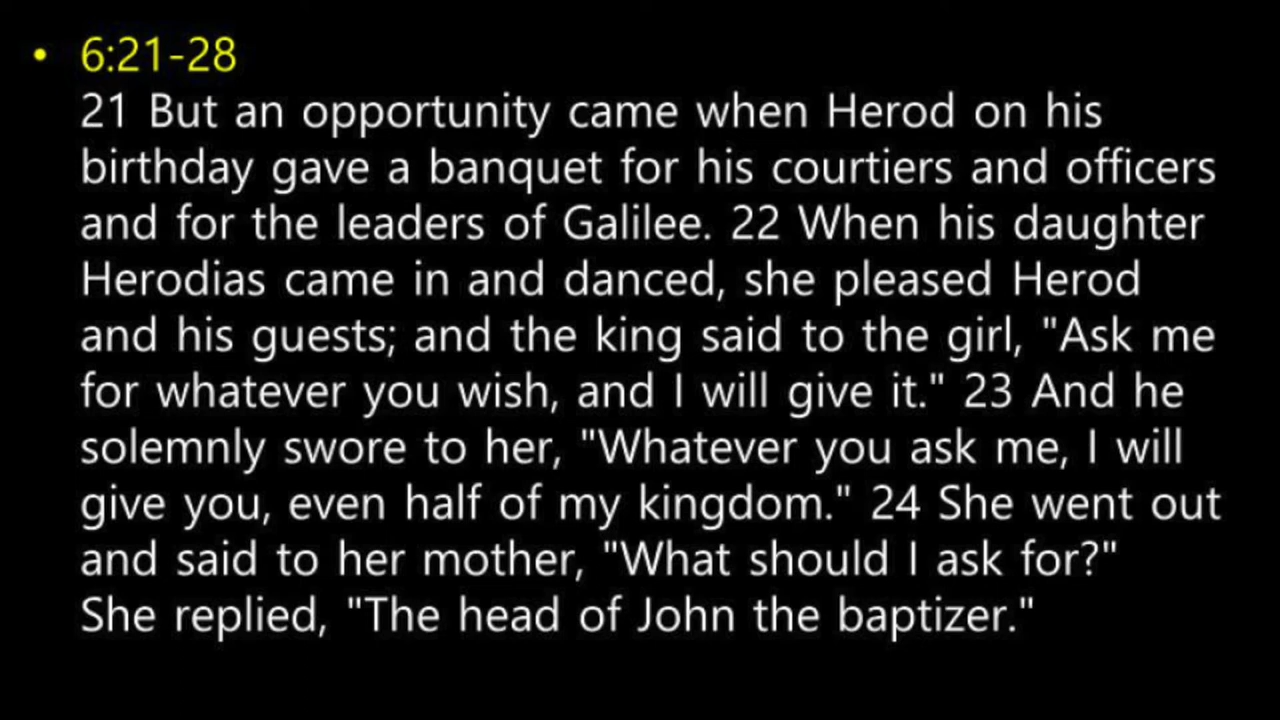 • 6:21-28
21 But an opportunity came when Herod on his
birthday gave a banquet for his courtiers and officers
and for the leaders of Galilee. 22 When his daughter
Herodias came in and danced, she pleased Herod
and his guests; and the king said to the girl, "Ask me
for whatever you wish, and I will give it." 23 And he
solemnly swore to her, "Whatever you ask me, I will
give you, even half of my kingdom." 24 She went out
and said to her mother, "What should I ask for?"
She replied, "The head of John the baptizer."